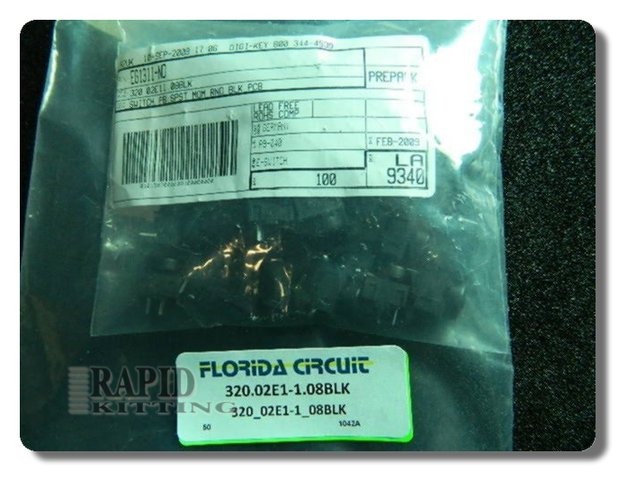 10-SEP-2009 17 06 DIGI-KEY 800 344 4539
EG1311-ND
PREPACK
320 02E11 08BLK
SWITCH PB SPST MOM RND BLK PCB
LEAD FREE
ROHS COMP
GERMANY
FEB-2009
E-SWITCH
LA
100
9340
FLORIDA CIRCUIT
320.02E1-1.08BLK
320_02E1-1_08BLK
50 1042A
RAPID
KITTING